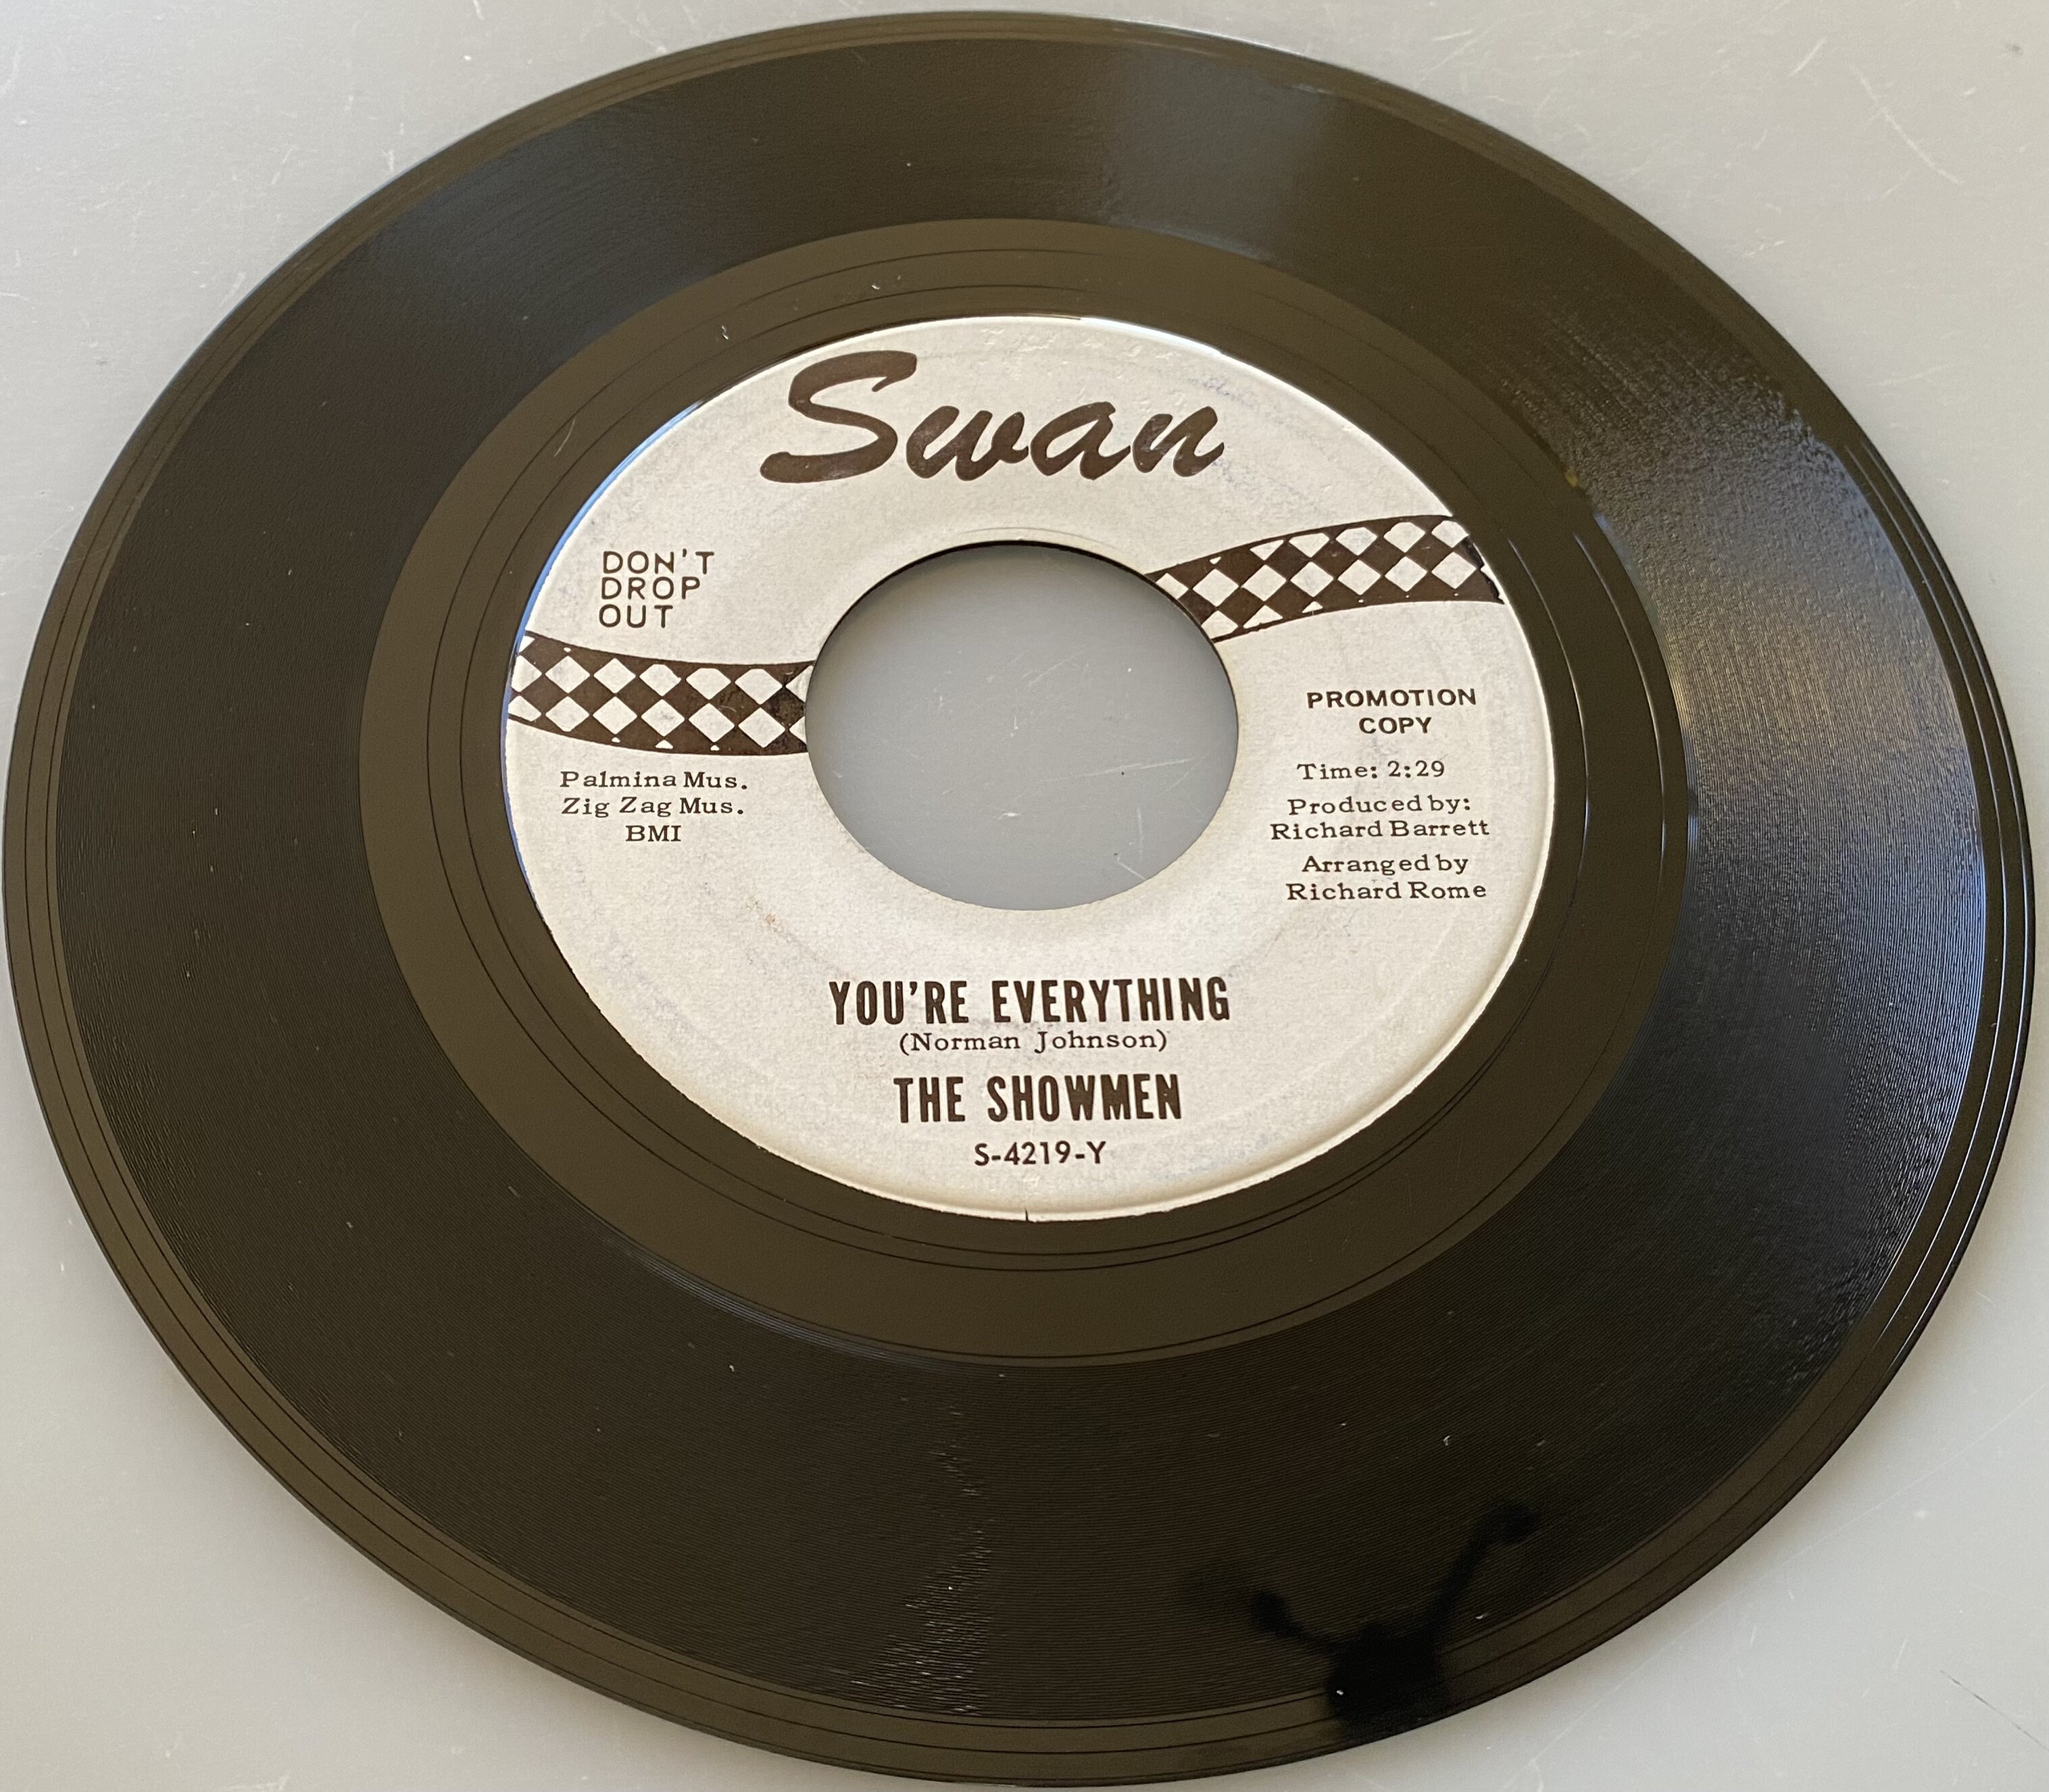 Swan
DON'T
DROP
OUT
PROMOTION
COPY
Palmina Mus.
Zig Zag Mus.
BMI
Time: 2:29
Produced by:
Richard Barrett
Arranged by
Richard Rome
YOU'RE EVERYTHING
(Norman Johnson)
THE SHOWMEN
S-4219-Y